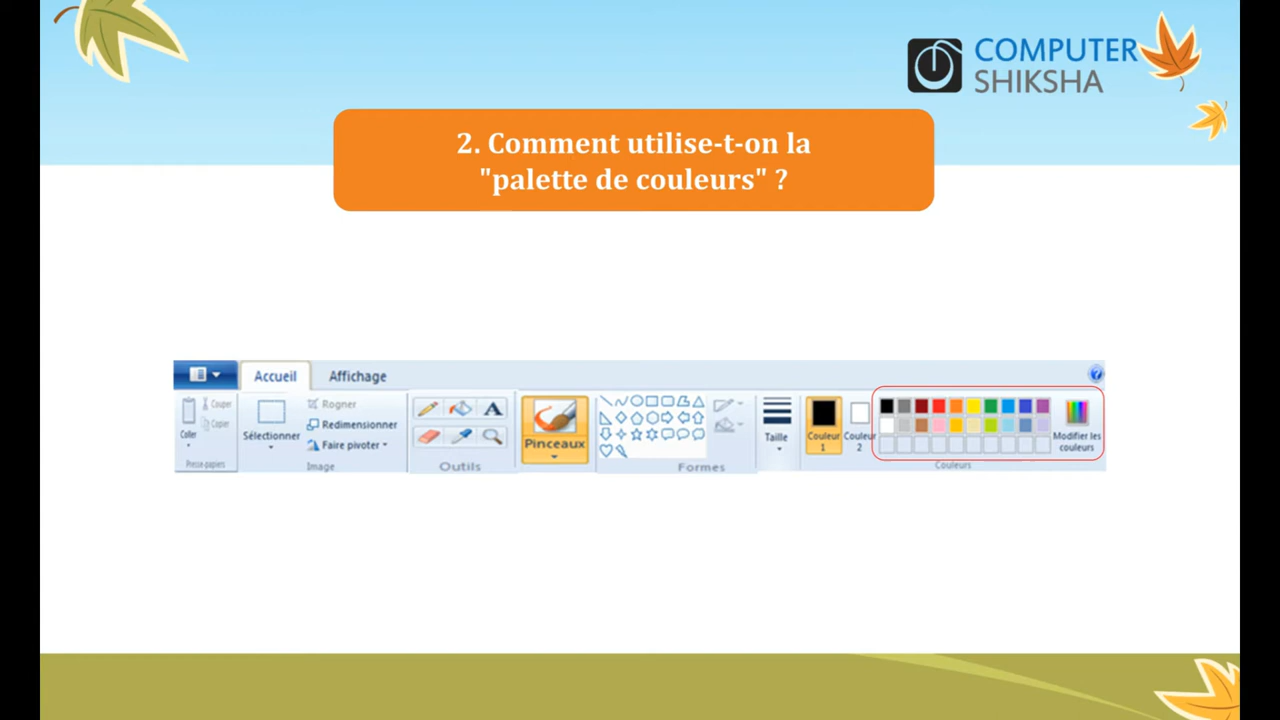 COMPUTER
SHIKSHA
2. Comment utilise-t-on la
"palette de couleurs" ?
Accueil
Affichage
Coller
Couper
Copier
Presse-papiers
Sélectionner
Rogner
Redimensionner
Faire pivoter
Image
Outils
Pinceaux
Formes
Taille
Couleur
1
Couleur
2
Modifier les
couleurs
Couleurs